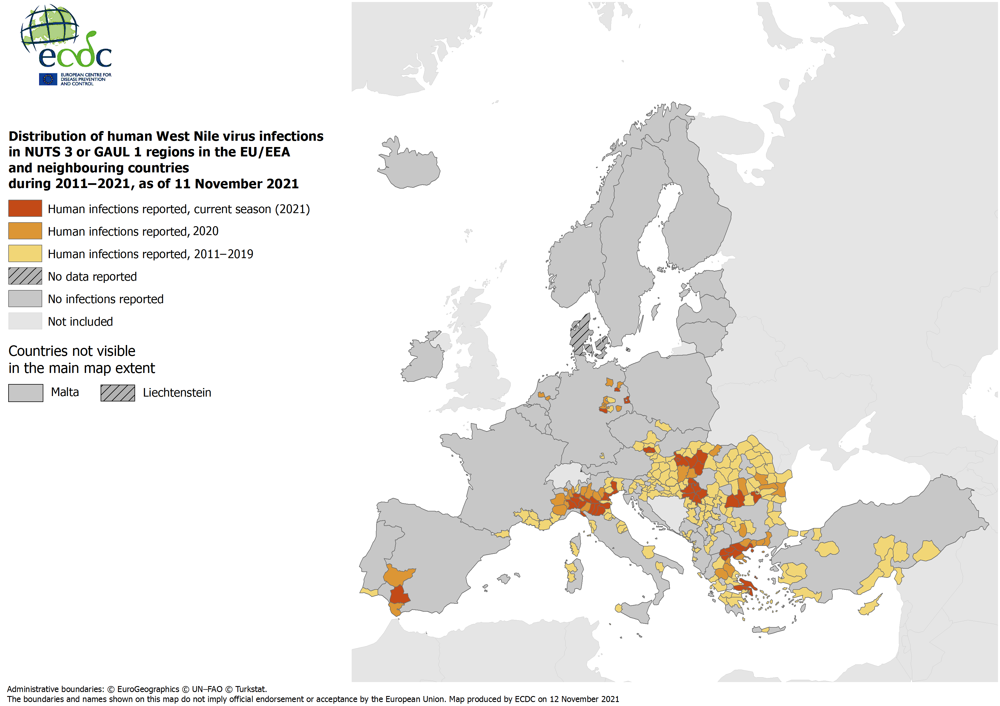 ecdc
EUROPEAN CENTRE FOR
DISEASE PREVENTION
AND CONTROL
Distribution of human West Nile virus infections
in NUTS 3 or GAUL 1 regions in the EU/EEA
and neighbouring countries
during 2011–2021, as of 11 November 2021
Human infections reported, current season (2021)
Human infections reported, 2020
Human infections reported, 2011–2019
No data reported
No infections reported
Not included
Countries not visible
in the main map extent
Malta
Liechtenstein
Administrative boundaries: © EuroGeographics © UN–FAO © Turkstat.
The boundaries and names shown on this map do not imply official endorsement or acceptance by the European Union. Map produced by ECDC on 12 November 2021